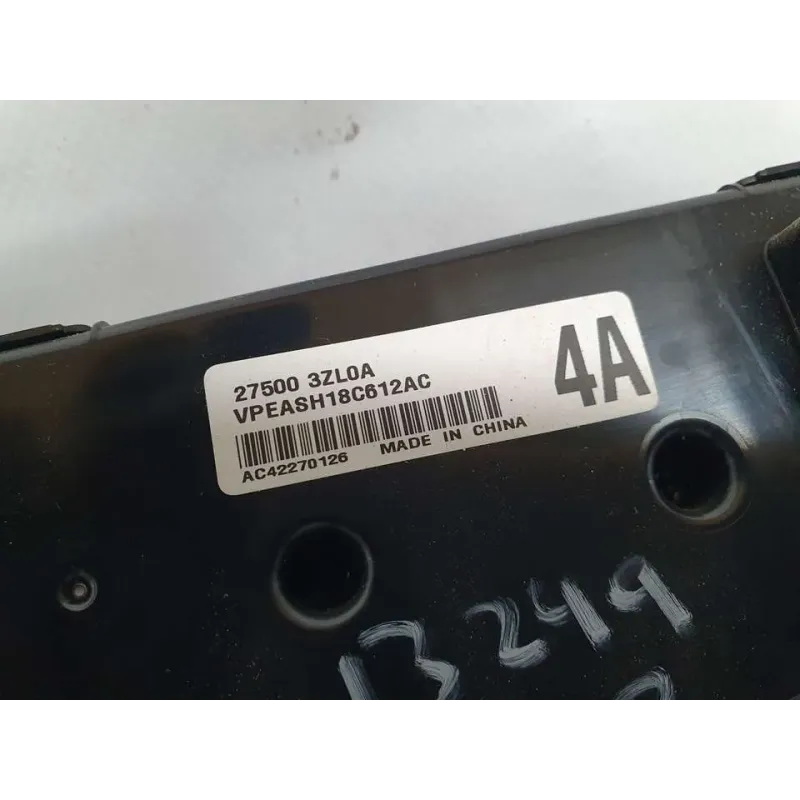 27500 3ZL0A
4A
VPEASH18C612AC
AC42270126 MADE IN CHINA
B249